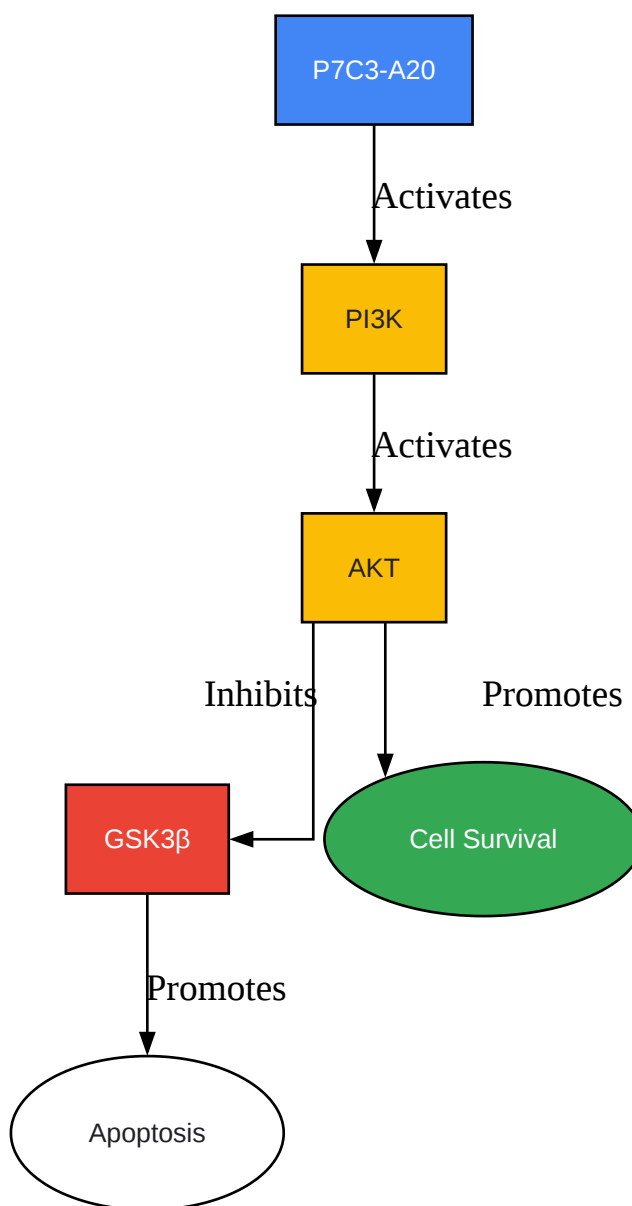 P7C3-A20
Activates
PI3K
Activates
AKT
Inhibits
Promotes
GSK3β
Cell Survival
Promotes
Apoptosis